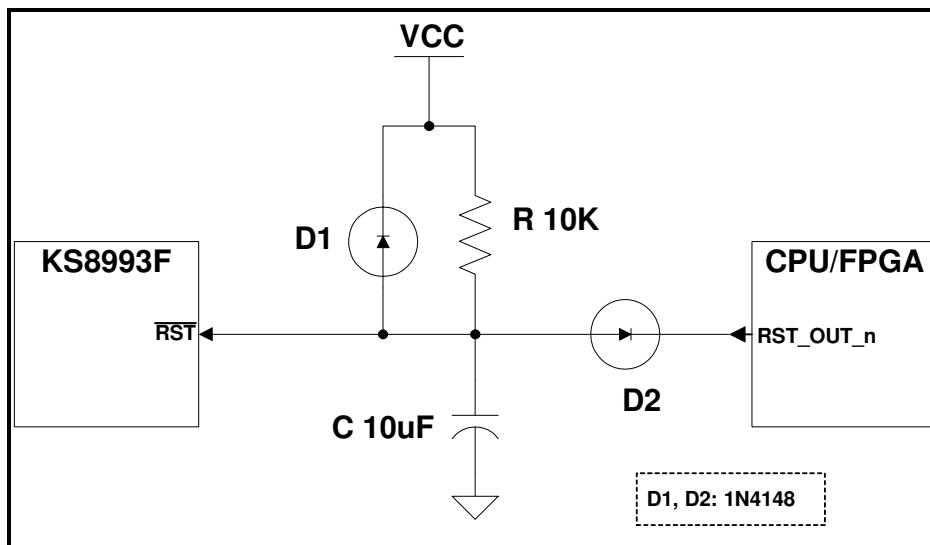 VCC
D1
R 10K
KS8993F
CPU/FPGA
RST
RST_OUT_n
D2
C 10uF
D1, D2: 1N4148